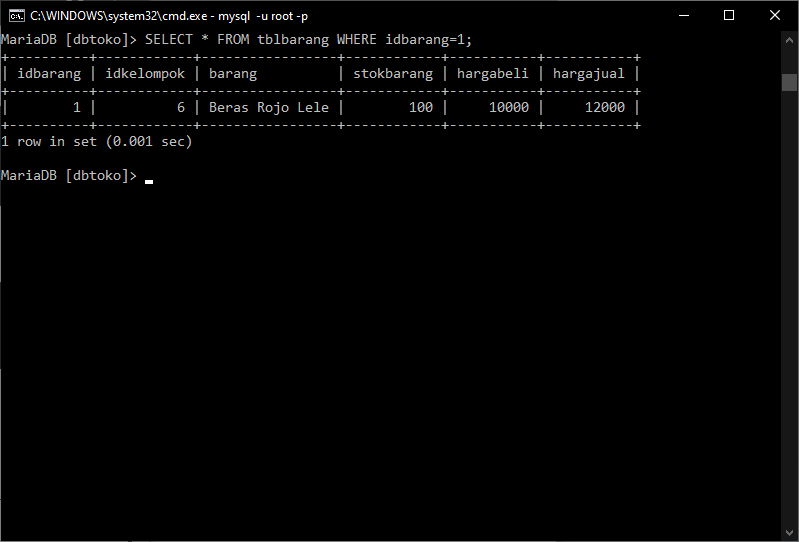 C:\WINDOWS\system32\cmd.exe - mysql  -u root -p
MariaDB [dbtoko]> SELECT * FROM tblbarang WHERE idbarang=1;
+----------+------------+-----------------+------------+-----------+-----------+
| idbarang | idkelompok | barang          | stokbarang | hargabeli | hargajual |
+----------+------------+-----------------+------------+-----------+-----------+
|        1 |          6 | Beras Rojo Lele |        100 |     10000 |     12000 |
+----------+------------+-----------------+------------+-----------+-----------+
1 row in set (0.001 sec)
MariaDB [dbtoko]>